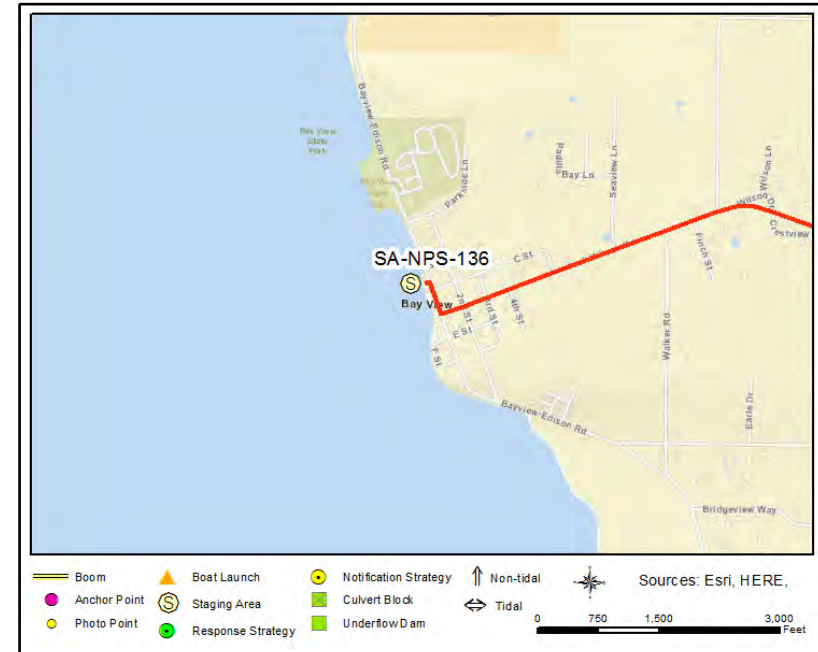 Bayview-Edison Rd
Bay View
State
Park
Parkside Ln
Padilla
Bay Ln
Seaview Ln
Wilson Ln
Wilson Dr
Crestview
Finch St
C St
SA-NPS-136
S
Bay View
2nd St
3rd St
4th St
E St
F St
Walker Rd
Earle Dr
Bayview-Edison Rd
Bridgeview Way
Boom
Boat Launch
Notification Strategy
Non-tidal
Sources: Esri, HERE,
Anchor Point
S
Staging Area
Culvert Block
Tidal
Photo Point
Response Strategy
Underflow Dam
0 750 1,500 3,000
Feet